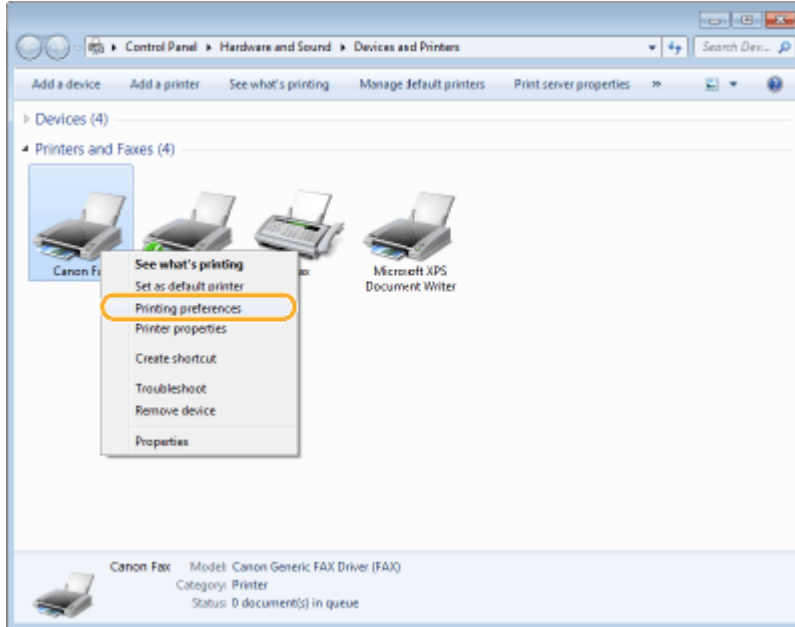 Control Panel ▸ Hardware and Sound ▸ Devices and Printers
Search Dev...
Add a device Add a printer See what's printing Manage default printers Print server properties »
Devices (4)
Printers and Faxes (4)
Canon
Microsoft XPS
Document Writer
See what's printing
Set as default printer
Printing preferences
Printer properties
Create shortcut
Troubleshoot
Remove device
Properties
Canon Fax Model: Canon Generic FAX Driver (FAX)
Category: Printer
Status: 0 document(s) in queue